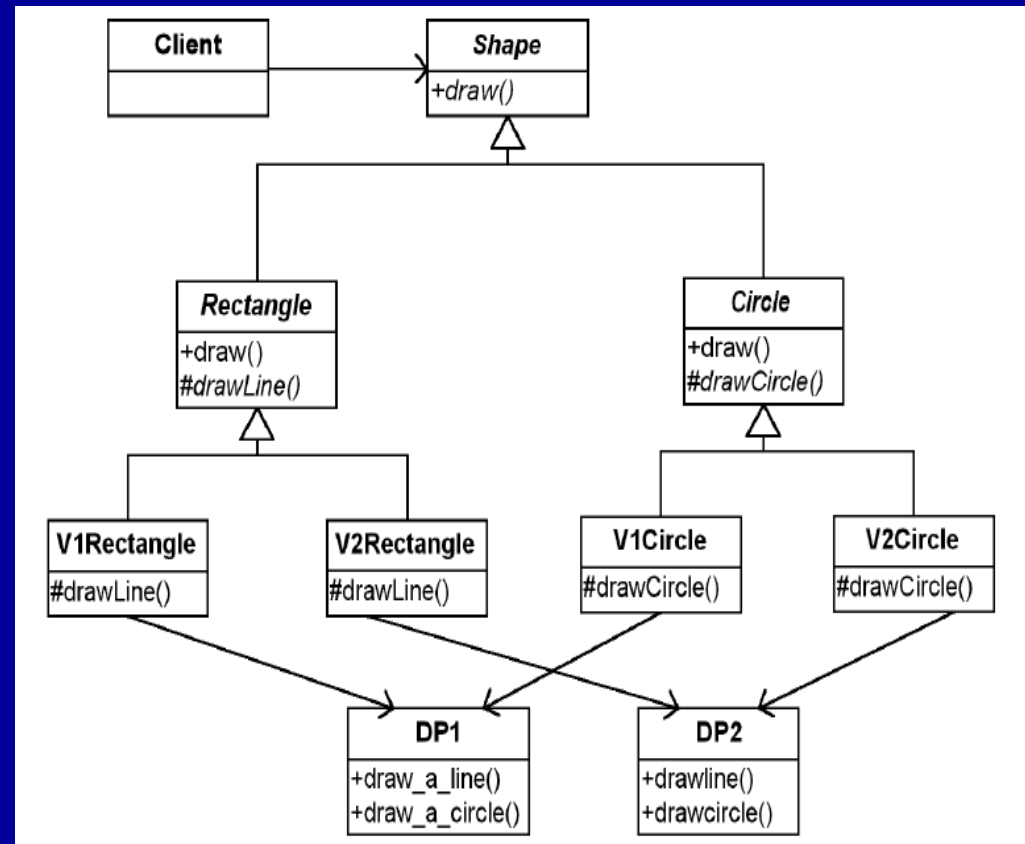 Client
Shape
+draw()
Rectangle
+draw()
#drawLine()
Circle
+draw()
#drawCircle()
V1Rectangle
#drawLine()
V2Rectangle
#drawLine()
V1Circle
#drawCircle()
V2Circle
#drawCircle()
DP1
+draw_a_line()
+draw_a_circle()
DP2
+drawline()
+drawcircle()